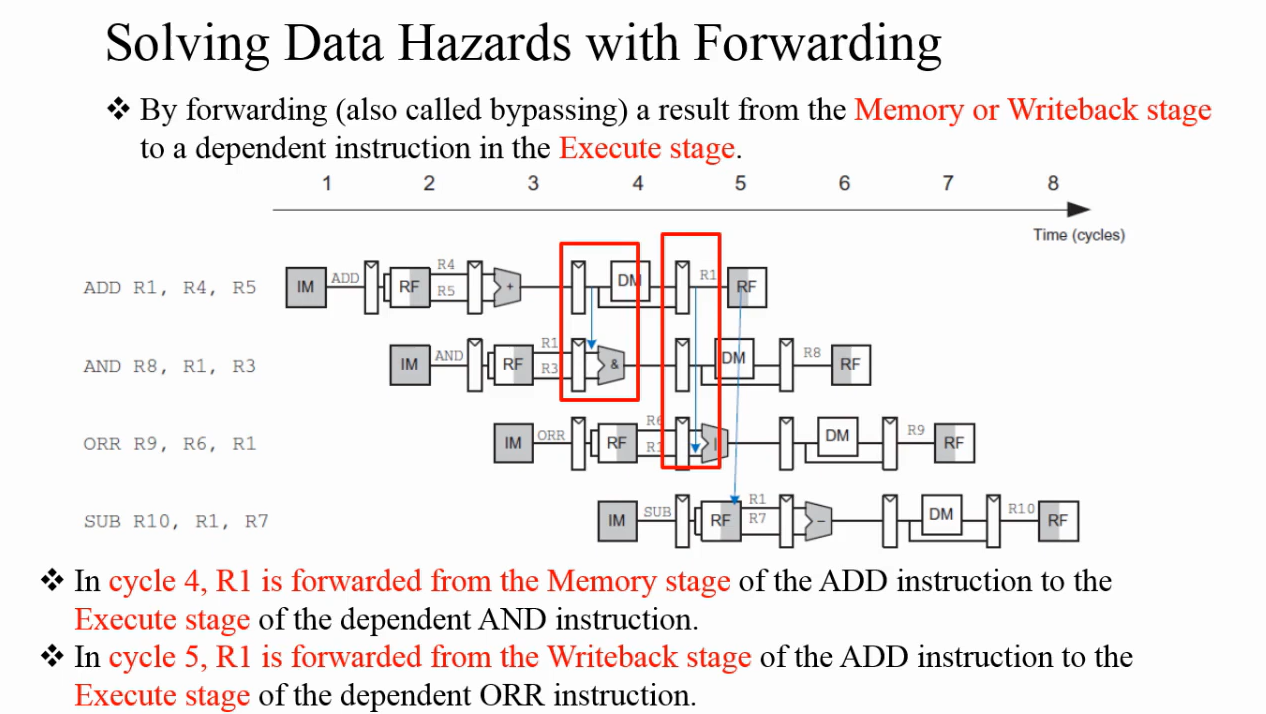 Solving Data Hazards with Forwarding
❖ By forwarding (also called bypassing) a result from the Memory or Writeback stage
to a dependent instruction in the Execute stage.
1 2 3 4 5 6 7 8
Time (cycles)
ADD R1, R4, R5 IM ADD RF R4 R5 + DM R1 RF
AND R8, R1, R3 IM AND RF R1 R3 & DM R8 RF
ORR R9, R6, R1 IM ORR RF R6 R1 | DM R9 RF
SUB R10, R1, R7 IM SUB RF R1 R7 - DM R10 RF
❖ In cycle 4, R1 is forwarded from the Memory stage of the ADD instruction to the
Execute stage of the dependent AND instruction.
❖ In cycle 5, R1 is forwarded from the Writeback stage of the ADD instruction to the
Execute stage of the dependent ORR instruction.